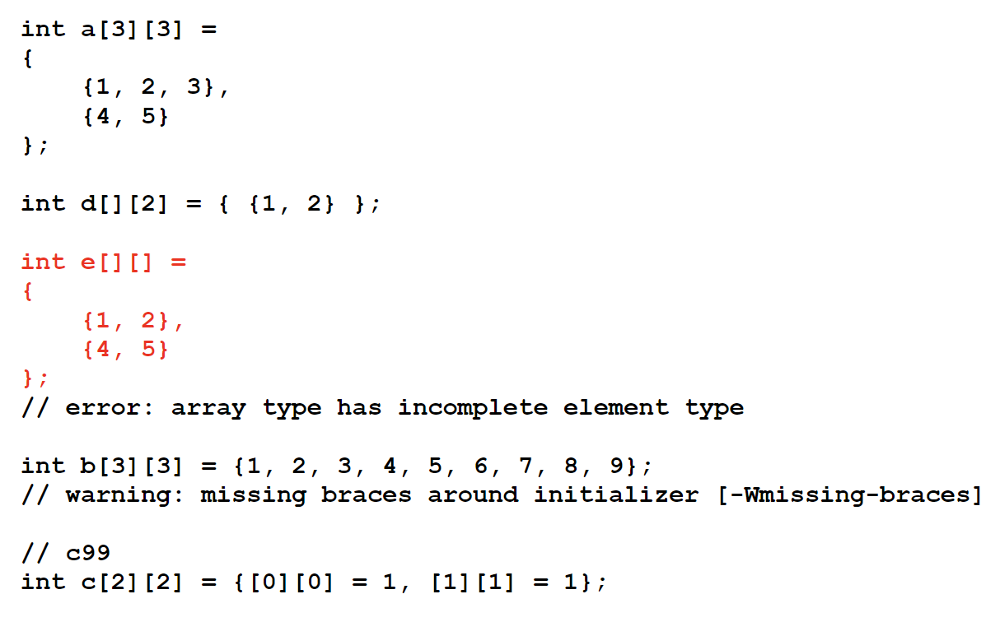 int a[3][3] =
{
    {1, 2, 3},
    {4, 5}
};

int d[][2] = { {1, 2} };

int e[][] =
{
    {1, 2},
    {4, 5}
};
// error: array type has incomplete element type

int b[3][3] = {1, 2, 3, 4, 5, 6, 7, 8, 9};
// warning: missing braces around initializer [-Wmissing-braces]

// c99
int c[2][2] = {[0][0] = 1, [1][1] = 1};